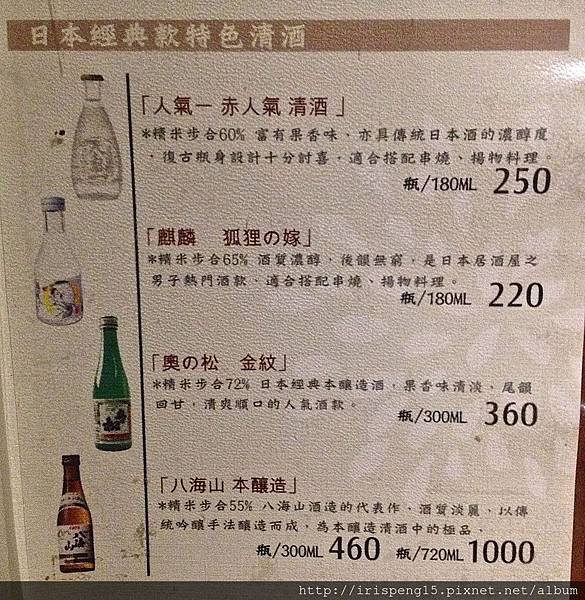 日本經典款特色清酒
「人氣一 赤人氣 清酒 」
*精米步合60% 富有果香味,亦具傳統日本酒的濃醇度
,復古瓶身設計十分討喜,適合搭配串燒、揚物料理。
瓶/180ML 250
「麒麟 狐狸の嫁」
*精米步合65% 酒質濃醇,後韻無窮,是日本居酒屋之
男子熱門酒款,適合搭配串燒、揚物料理。
瓶/180ML 220
「奧の松 金紋」
*精米步合72% 日本經典本釀造酒,果香味清淡,尾韻
回甘,清爽順口的人氣酒款。
瓶/300ML 360
「八海山 本釀造」
*精米步合55% 八海山酒造的代表作,酒質淡麗,以傳
統吟釀手法釀造而成,為本釀造清酒中的極品。
瓶/300ML 460 瓶/720ML 1000
八海山
http://irispeng15.pixnet.net/album